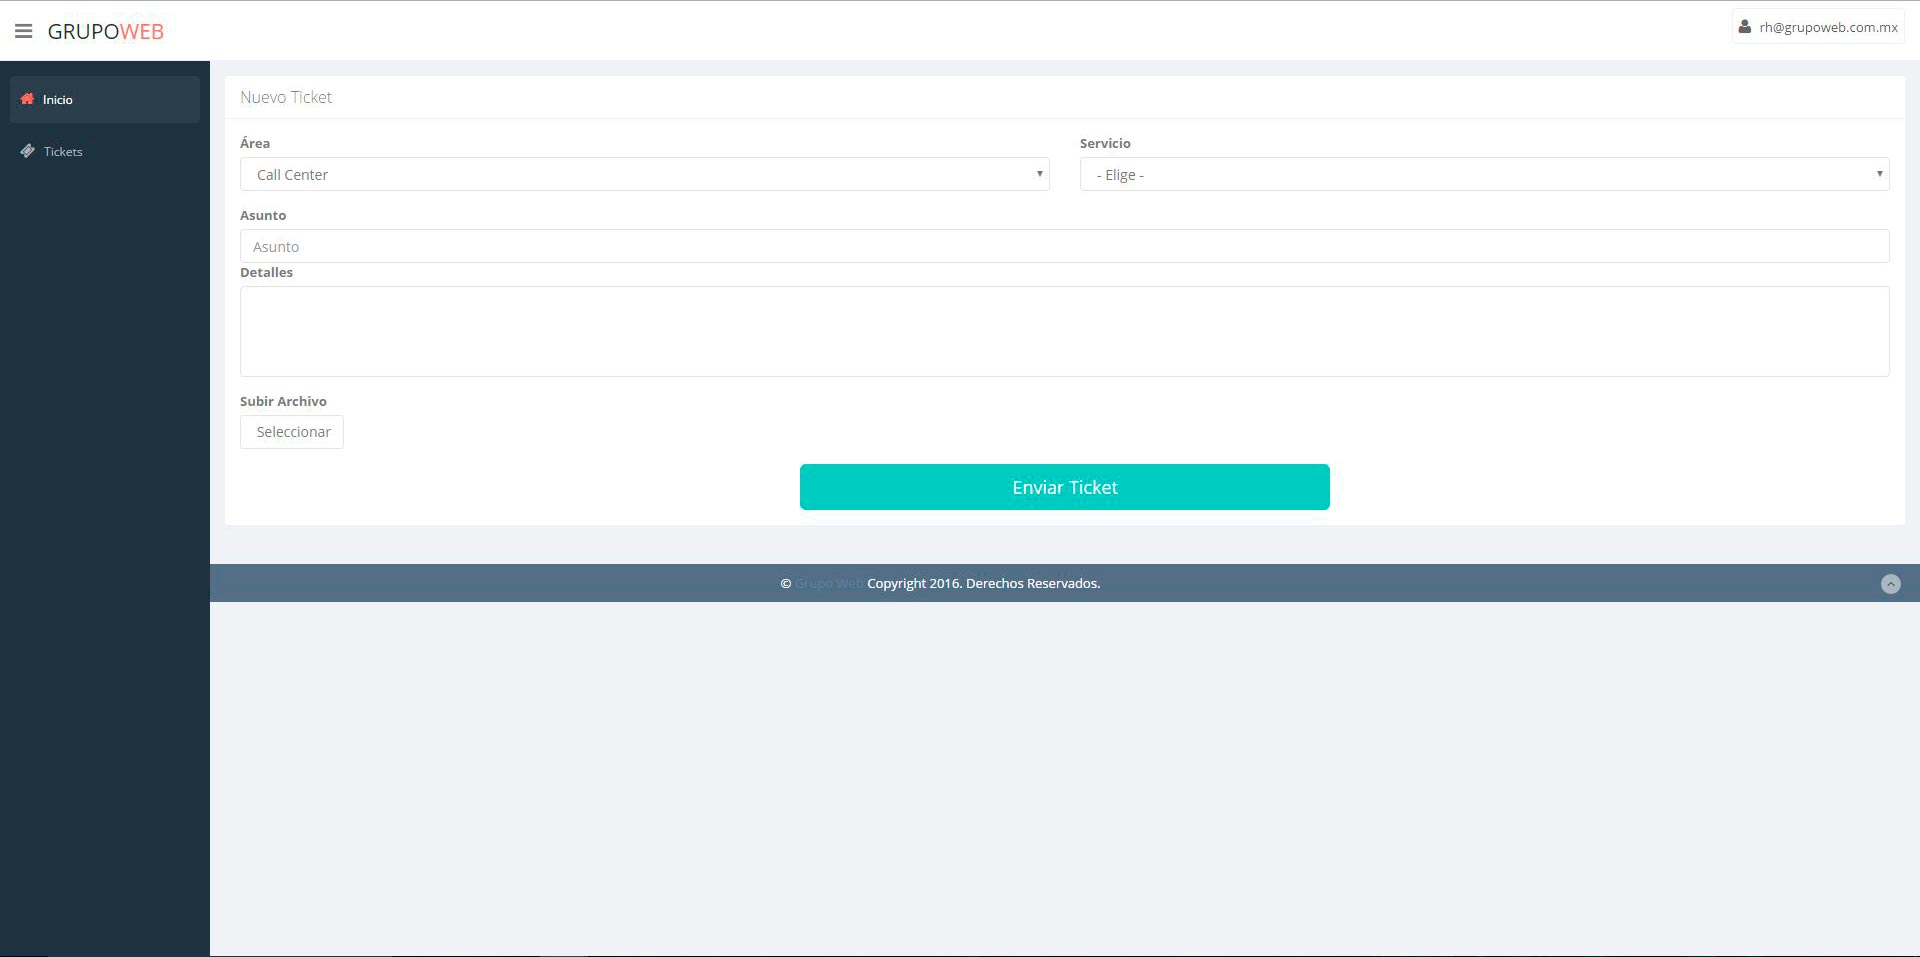 GRUPOWEB
rh@grupoweb.com.mx
Inicio
Tickets
Nuevo Ticket
Área
Servicio
Call Center
- Elige -
Asunto
Asunto
Detalles
Subir Archivo
Seleccionar
Enviar Ticket
© Grupo Web Copyright 2016. Derechos Reservados.